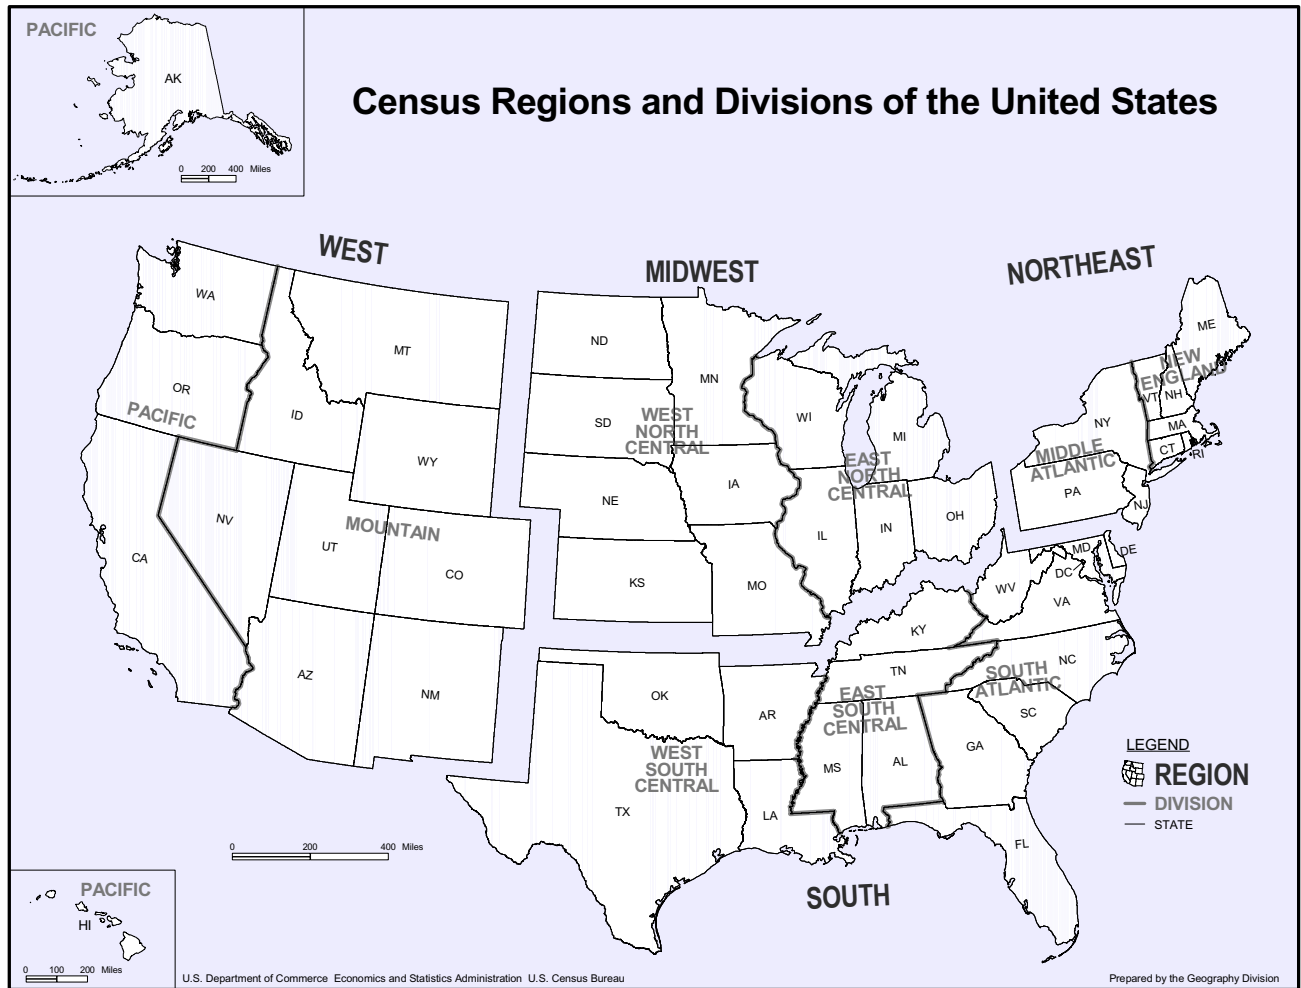 PACIFIC
AK
0 200 400 Miles
Census Regions and Divisions of the United States
WEST
MIDWEST
NORTHEAST
WA
MT
ND
MN
ME
OR
ID
SD
WI
MI
NY
VT
NH
NEW
ENGLAND
MA
CT
RI
PACIFIC
WY
WEST
NORTH
CENTRAL
EAST
NORTH
CENTRAL
MIDDLE
ATLANTIC
IA
NE
PA
NJ
NV
MOUNTAIN
UT
CO
CA
KS
MO
IL
IN
OH
MD
DE
DC
WV
VA
KY
AZ
NM
OK
AR
TN
NC
SOUTH
ATLANTIC
SC
EAST
SOUTH
CENTRAL
WEST
SOUTH
CENTRAL
MS
AL
GA
TX
LA
FL
LEGEND
REGION
DIVISION
STATE
0 200 400 Miles
SOUTH
PACIFIC
HI
0 100 200 Miles
U.S. Department of Commerce Economics and Statistics Administration U.S. Census Bureau
Prepared by the Geography Division